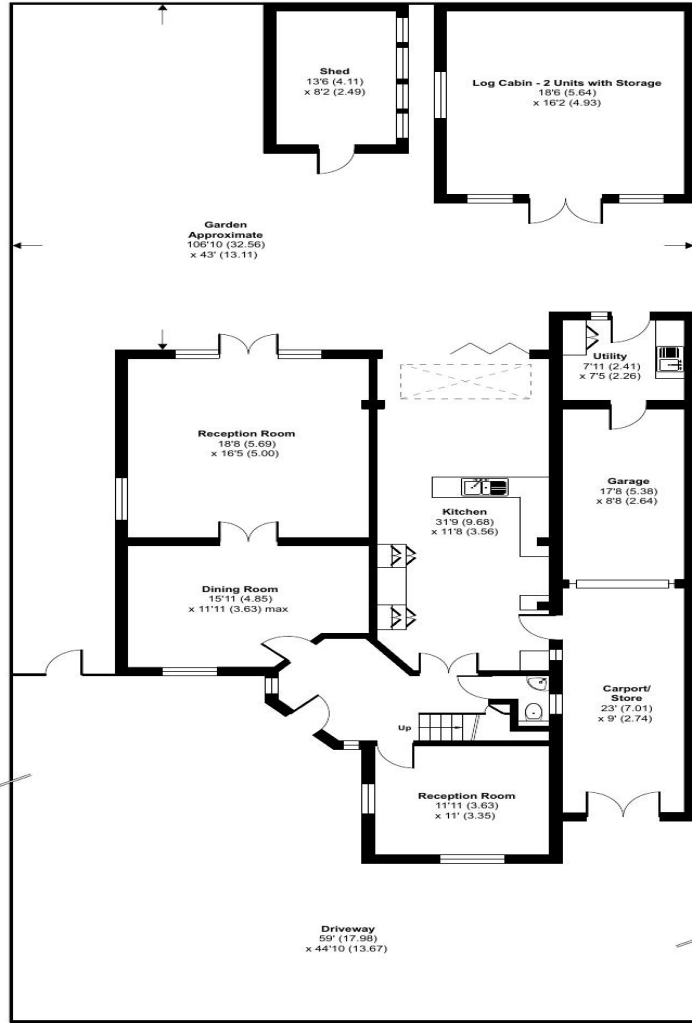 Shed
13'6 (4.11)
x 8'2 (2.49)
Log Cabin - 2 Units with Storage
18'6 (5.64)
x 16'2 (4.93)
Garden
Approximate
106'10 (32.56)
x 43' (13.11)
Utility
7'11 (2.41)
x 7'5 (2.26)
Reception Room
18'8 (5.69)
x 16'5 (5.00)
Garage
17'8 (5.38)
x 8'8 (2.64)
Kitchen
31'9 (9.68)
x 11'8 (3.56)
Dining Room
15'11 (4.85)
x 11'11 (3.63) max
Carport/
Store
23' (7.01)
x 9' (2.74)
Up
Reception Room
11'11 (3.63)
x 11' (3.35)
Driveway
59' (17.98)
x 44'10 (13.67)